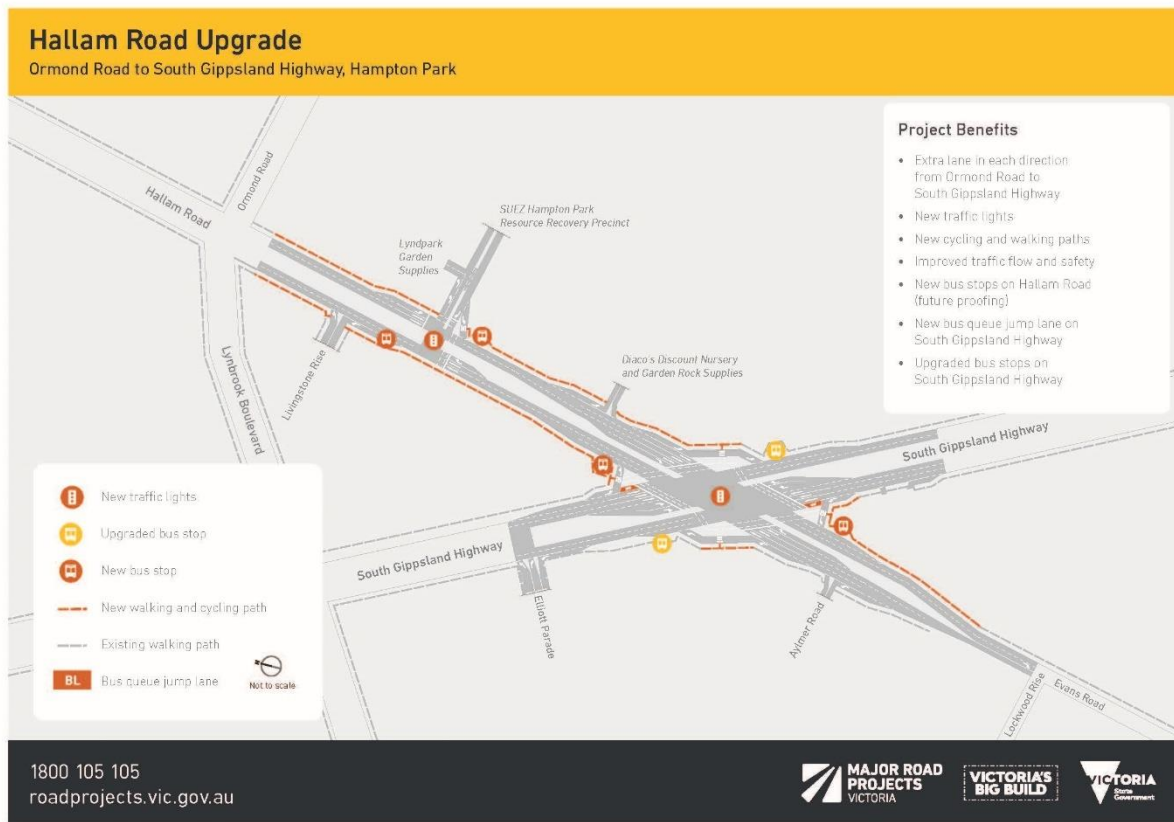 Hallam Road Upgrade
Ormond Road to South Gippsland Highway, Hampton Park
Project Benefits
• Extra lane in each direction
from Ormond Road to
South Gippsland Highway
• New traffic lights
• New cycling and walking paths
• Improved traffic flow and safety
• New bus stops on Hallam Road
(future proofing)
• New bus queue jump lane on
South Gippsland Highway
• Upgraded bus stops on
South Gippsland Highway
Hallam Road
Ormond Road
SUEZ Hampton Park
Resource Recovery Precinct
Lyndpark
Garden
Supplies
Livingstone Rise
Lynbrook Boulevard
Diaco's Discount Nursery
and Garden Rock Supplies
South Gippsland Highway
South Gippsland Highway
Elliott Parade
Aylmer Road
Lockwood Rise
Evans Road
New traffic lights
Upgraded bus stop
New bus stop
New walking and cycling path
Existing walking path
BL Bus queue jump lane
Not to scale
1800 105 105
roadprojects.vic.gov.au
MAJOR ROAD
PROJECTS
VICTORIA
VICTORIA'S
BIG BUILD
VICTORIA
State
Government